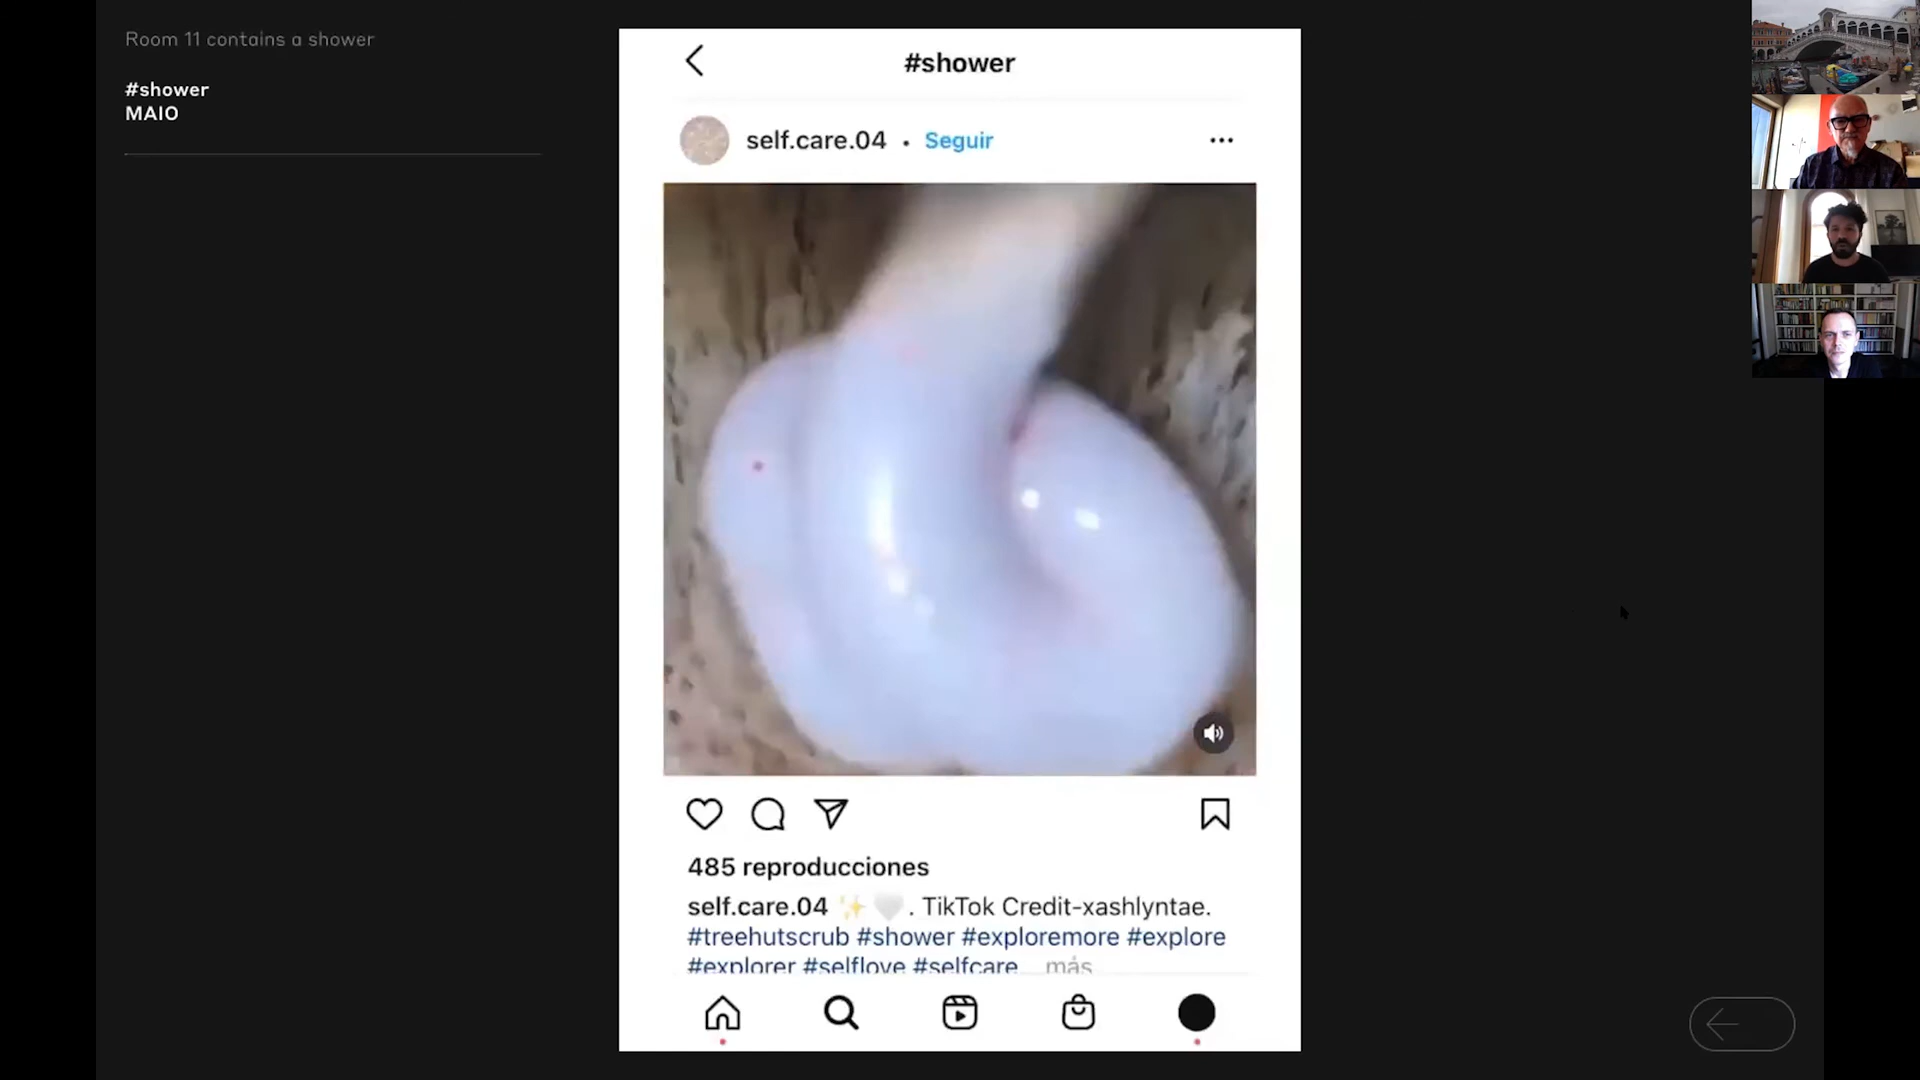 Room 11 contains a shower
#shower
MAIO
#shower
self.care.04 • Seguir
485 reproducciones
self.care.04 ✨🤍. TikTok Credit-xashlyntae.
#treehutscrub #shower #exploremore #explore
#explorer #selflove #selfcare... más